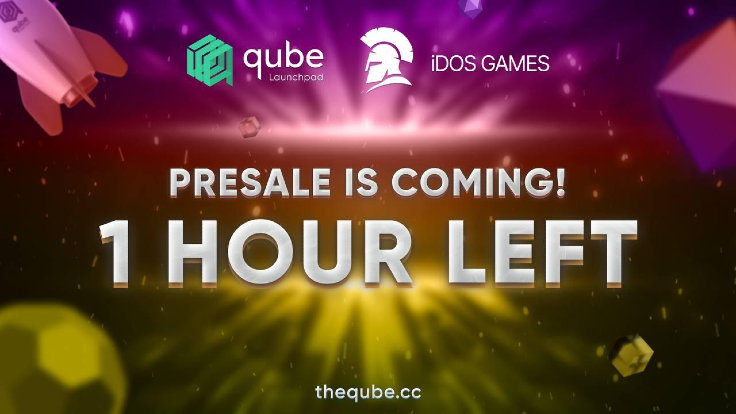 qube
Launchpad
iDOS GAMES
PRESALE IS COMING!
1 HOUR LEFT
theqube.cc